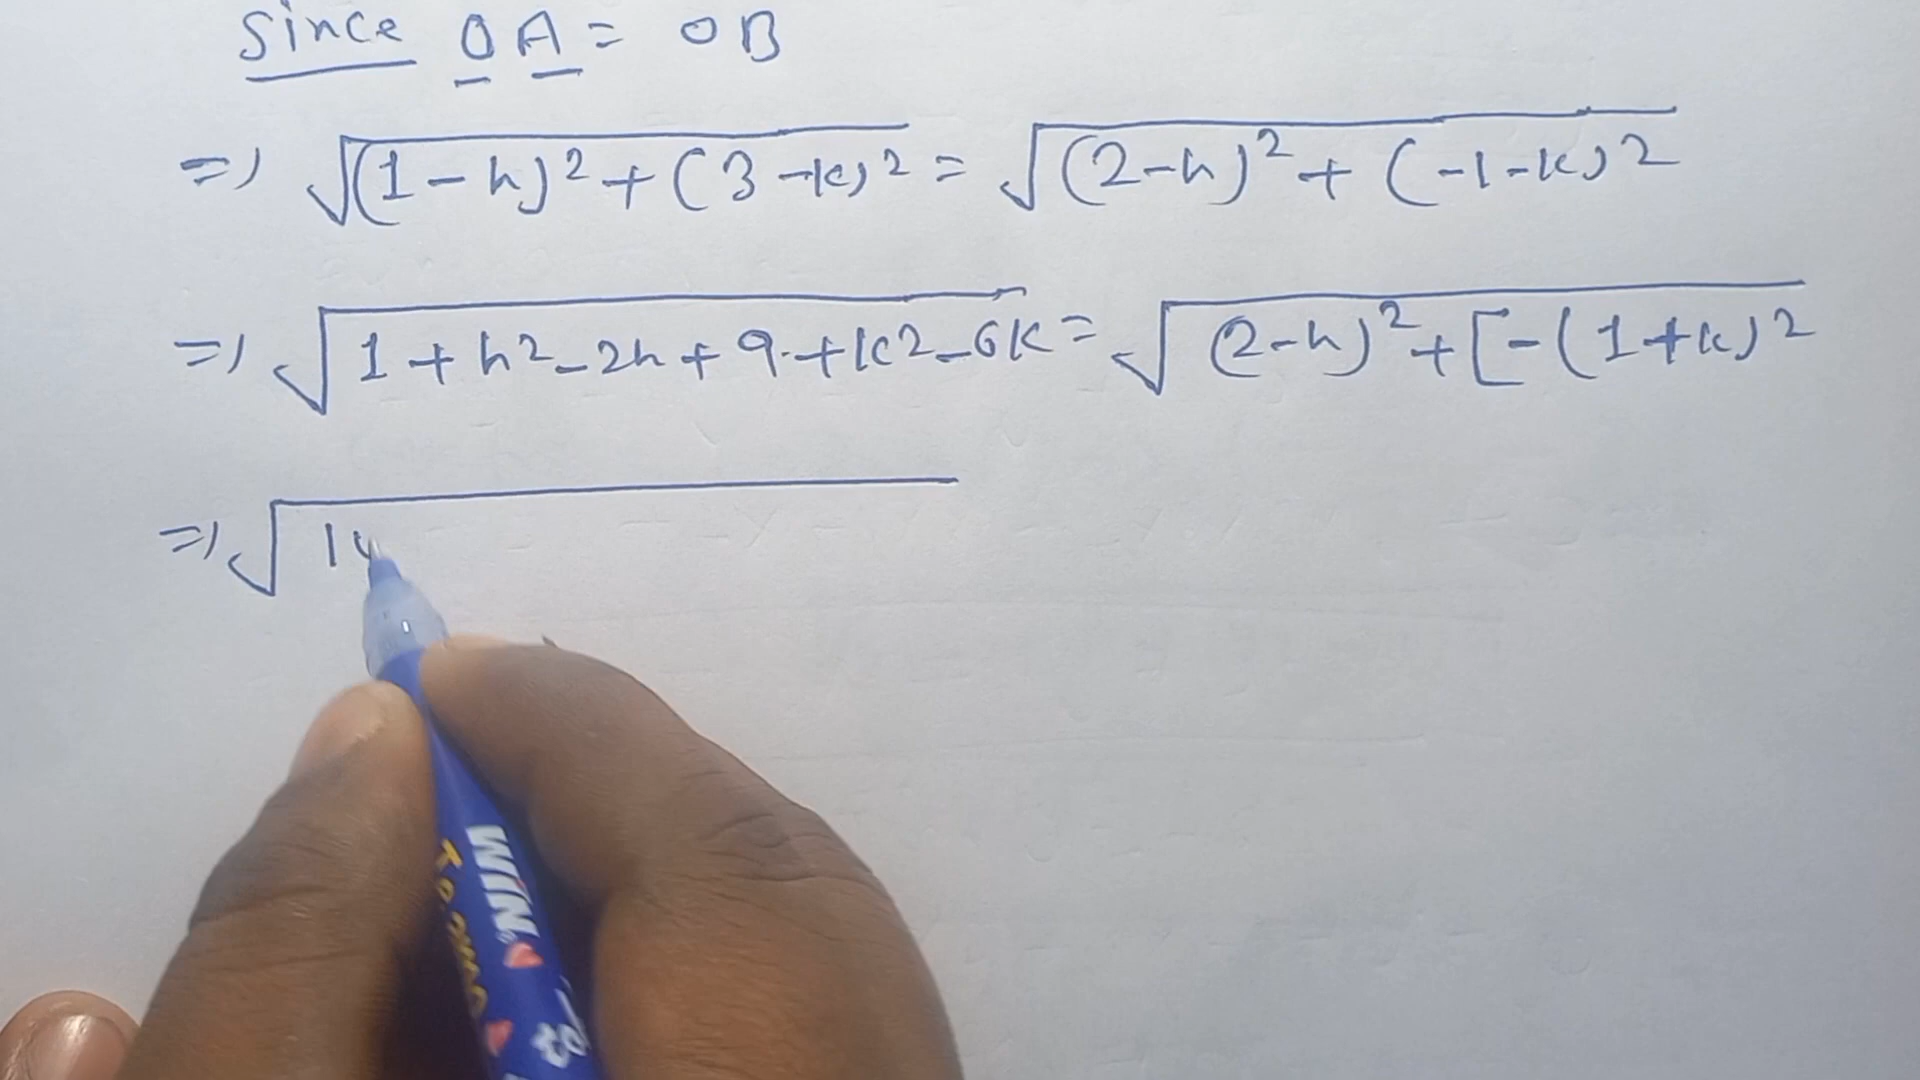 Since OA = OB
=) √(1-h)² + (3-k)² = √(2-h)² + (-1-k)²
=) √1 + h² - 2h + 9 + k² - 6k = √(2-h)² + [-(1+k)²
=) √1
WIN